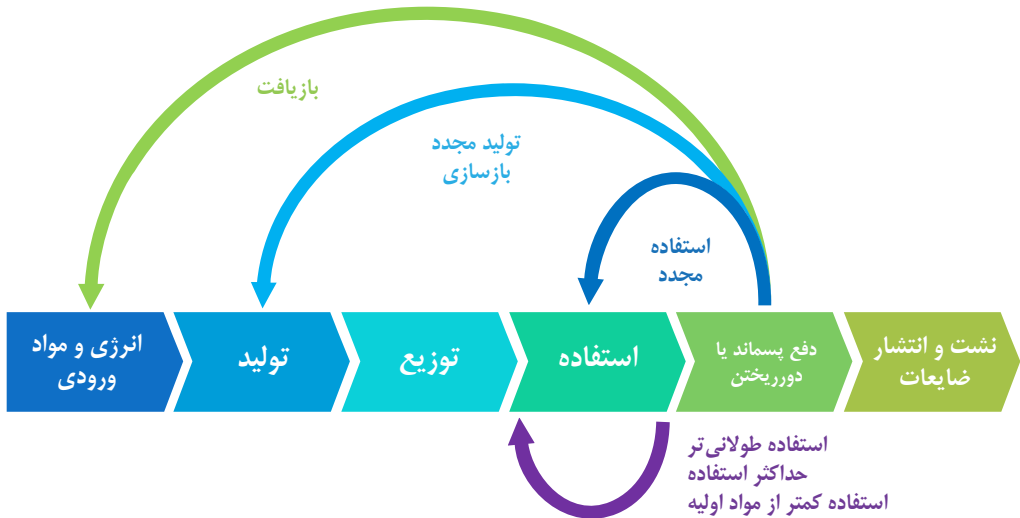 بازیافت
تولید مجدد
بازسازی
استفاده
مجدد
انرژی و مواد
ورودی
تولید
توزیع
استفاده
دفع پسماند یا
دورریختن
نشت و انتشار
ضایعات
استفاده طولانی‌تر
حداکثر استفاده
استفاده کمتر از مواد اولیه